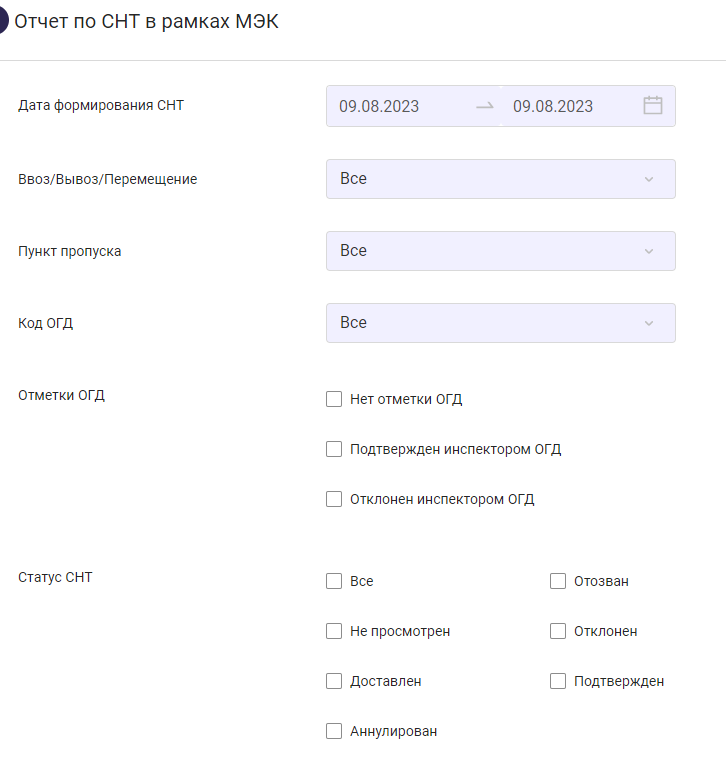 Отчет по СНТ в рамках МЭК
Дата формирования СНТ
09.08.2023
09.08.2023
Ввоз/Вывоз/Перемещение
Все
Пункт пропуска
Все
Код ОГД
Все
Отметки ОГД
Нет отметки ОГД
Подтвержден инспектором ОГД
Отклонен инспектором ОГД
Статус СНТ
Все
Отозван
Не просмотрен
Отклонен
Доставлен
Подтвержден
Аннулирован